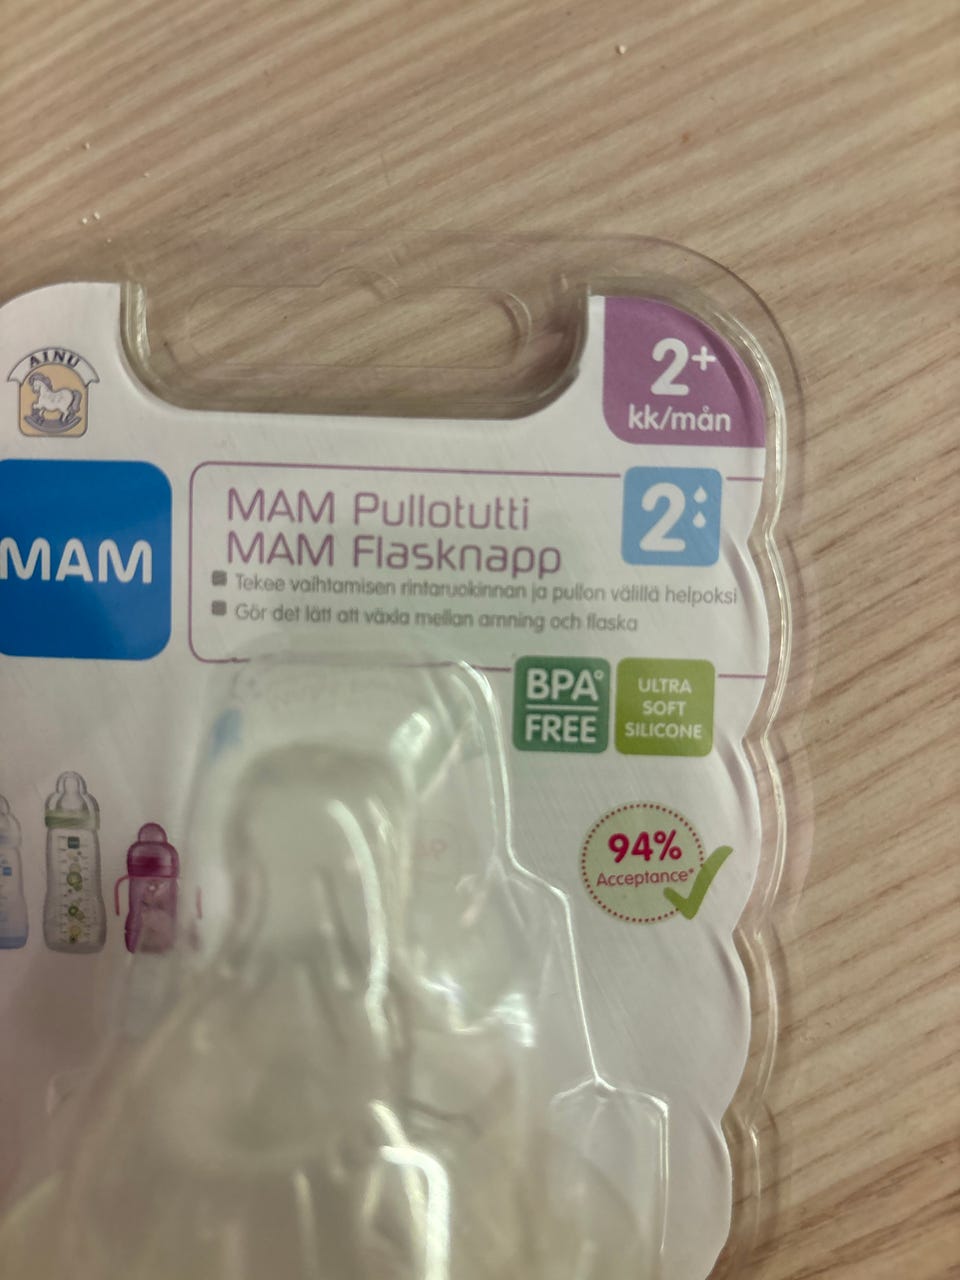 AINU
2+
kk/mån
MAM
MAM Pullotutti
MAM Flasknapp
2
Tekee vaihtamisen rintaruokinnan ja pullon välillä helpoksi
Gör det lätt att växla mellan amning och flaska
BPA°
FREE
ULTRA
SOFT
SILICONE
94%
Acceptance*